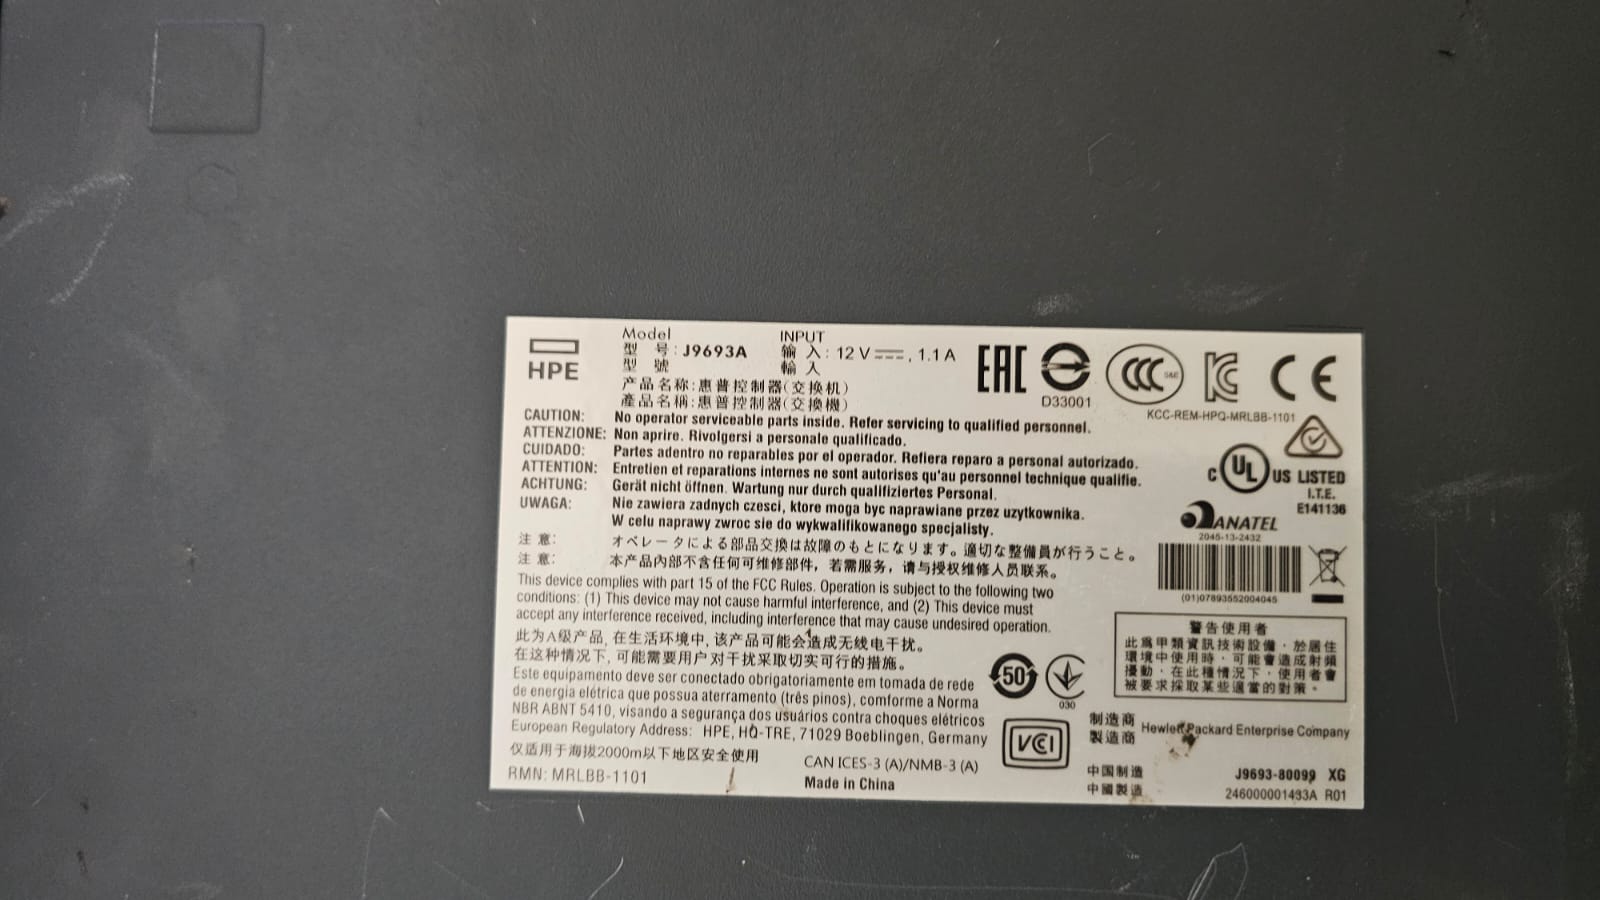 HPE
Model
型 号: J9693A
型 號
INPUT
输 入: 12 V⎓, 1.1 A
輸 入
产品名称:惠普控制器(交换机)
產品名稱:惠普控制器(交換機)
EAC
D33001
CCC S&E
KC
CE
KCC-REM-HPQ-MRLBB-1101
CAUTION: No operator serviceable parts inside. Refer servicing to qualified personnel.
ATTENZIONE: Non aprire. Rivolgersi a personale qualificado.
CUIDADO: Partes adentro no reparables por el operador. Refiera reparo a personal autorizado.
ATTENTION: Entretien et reparations internes ne sont autorises qu'au personnel technique qualifie.
ACHTUNG: Gerät nicht öffnen. Wartung nur durch qualifiziertes Personal.
UWAGA: Nie zawiera zadnych czesci, ktore moga byc naprawiane przez uzytkownika.
W celu naprawy zwroc sie do wykwalifikowanego specjalisty.
注 意: オペレータによる部品交換は故障のもとになります。適切な整備員が行うこと。
注 意: 本产品内部不含任何可维修部件，若需服务，请与授权维修人员联系。
C UL US LISTED
I.T.E.
E141136
ANATEL
2045-13-2432
(01)07893552004045
This device complies with part 15 of the FCC Rules. Operation is subject to the following two
conditions: (1) This device may not cause harmful interference, and (2) This device must
accept any interference received, including interference that may cause undesired operation.
此为A级产品, 在生活环境中, 该产品可能会造成无线电干扰。
在这种情况下, 可能需要用户对干扰采取切实可行的措施。
Este equipamento deve ser conectado obrigatoriamente em tomada de rede
de energia elétrica que possua aterramento (três pinos), conforme a Norma
NBR ABNT 5410, visando a segurança dos usuários contra choques elétricos
European Regulatory Address: HPE, HQ-TRE, 71029 Boeblingen, Germany
仅适用于海拔2000m以下地区安全使用
RMN: MRLBB-1101
CAN ICES-3 (A)/NMB-3 (A)
Made in China
50
030
VCI
警告使用者
此為甲類資訊技術設備，於居住
環境中使用時，可能會造成射頻
擾動，在此種情況下，使用者會
被要求採取某些適當的對策。
制造商
製造商 Hewlett Packard Enterprise Company
中国制造
中國製造
J9693-80099 XG
246000001433A R01